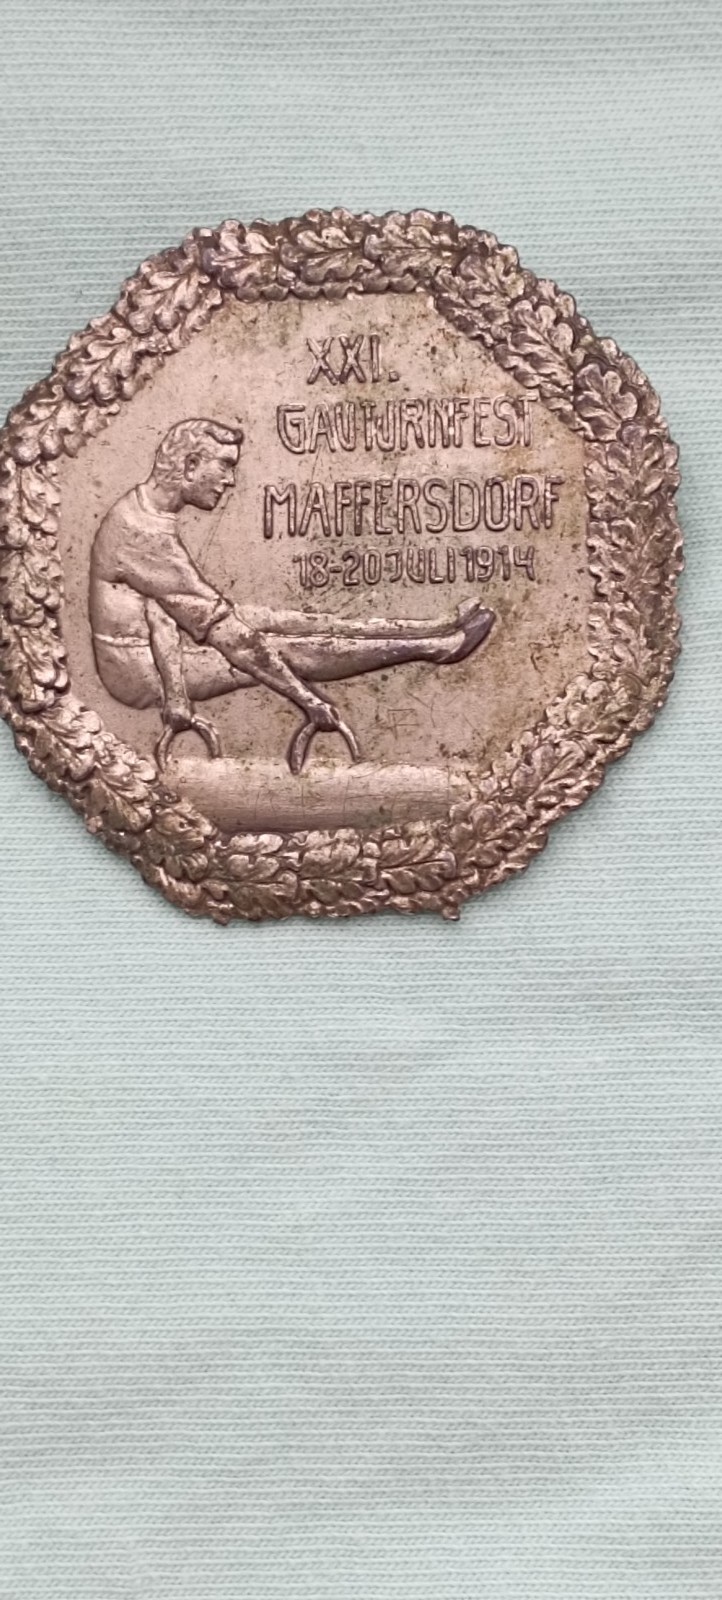 XXI.
GAUTURNFEST
MAFFERSDORF
18-20 JULI 1914